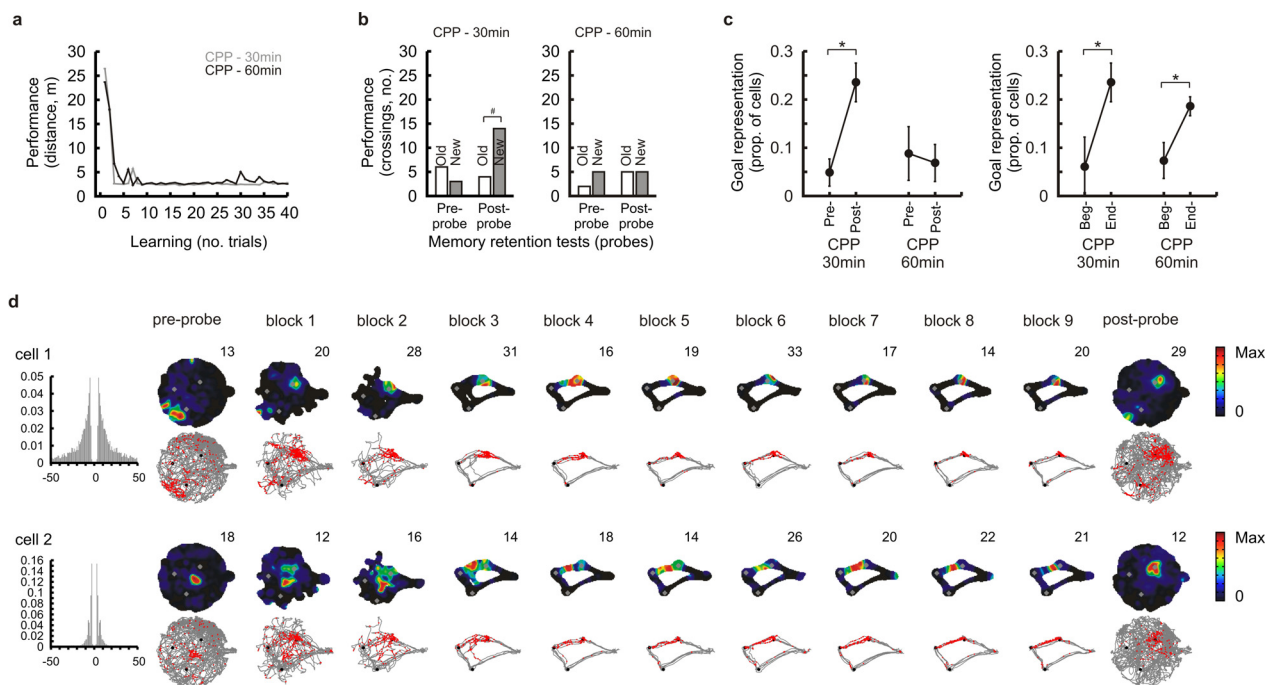 a
CPP - 30min
CPP - 60min
Performance
(distance, m)
30
25
20
15
10
5
0
0 5 10 15 20 25 30 35 40
Learning (no. trials)
b
CPP - 30min
CPP - 60min
Performance
(crossings, no.)
30
25
20
15
10
5
0
Old
New
Old
New
#
Pre-
probe
Post-
probe
30
25
20
15
10
5
0
Old
New
Old
New
Pre-
probe
Post-
probe
Memory retention tests (probes)
c
Goal representation
(prop. of cells)
0.3
0.2
0.1
0
*
Pre-
Post-
Pre-
Post-
CPP
30min
CPP
60min
Goal representation
(prop. of cells)
0.3
0.2
0.1
0
*
*
Beg-
End-
Beg-
End-
CPP
30min
CPP
60min
d
pre-probe block 1 block 2 block 3 block 4 block 5 block 6 block 7 block 8 block 9 post-probe
cell 1
13 20 28 31 16 19 33 17 14 20 29
0.05
0.04
0.03
0.02
0.01
0
-50 0 50
Max
0
cell 2
18 12 16 14 18 14 26 20 22 21 12
0.16
0.14
0.12
0.1
0.08
0.06
0.04
0.02
0
-50 0 50
Max
0